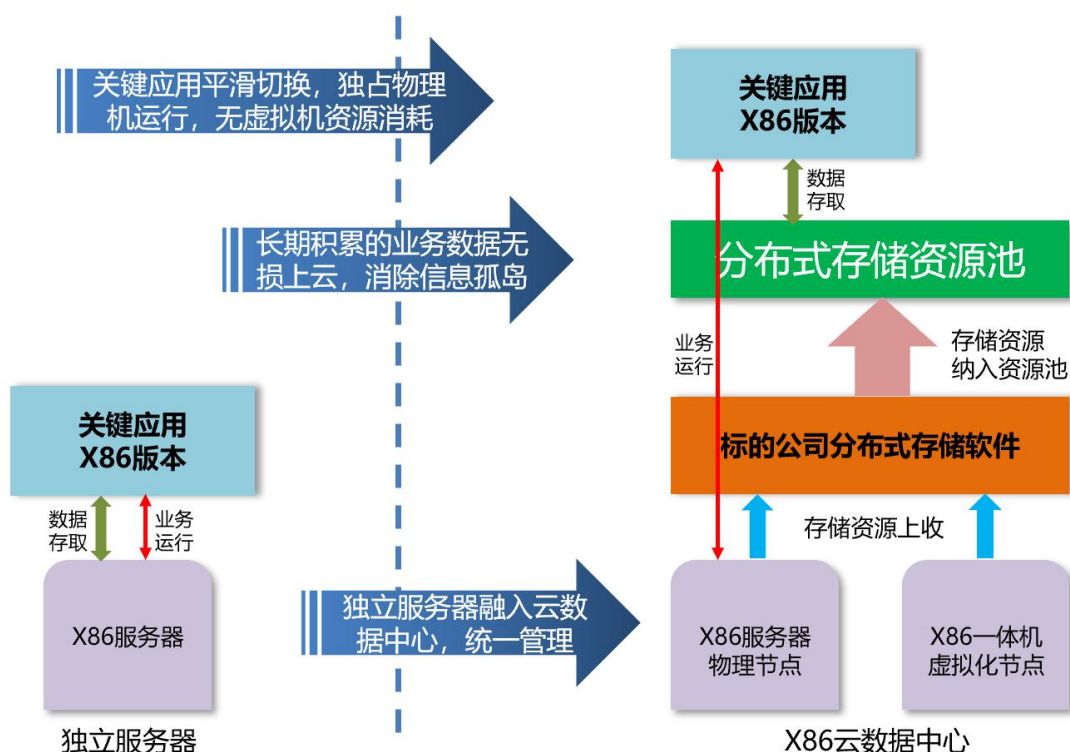 关键应用平滑切换，独占物理
机运行，无虚拟机资源消耗
关键应用
X86版本
数据
存取
长期积累的业务数据无
损上云，消除信息孤岛
分布式存储资源池
业务
运行
存储资源
纳入资源池
关键应用
X86版本
标的公司分布式存储软件
数据
存取
业务
运行
存储资源上收
独立服务器融入云数
据中心，统一管理
X86服务器
X86服务器
物理节点
X86一体机
虚拟化节点
独立服务器
X86云数据中心